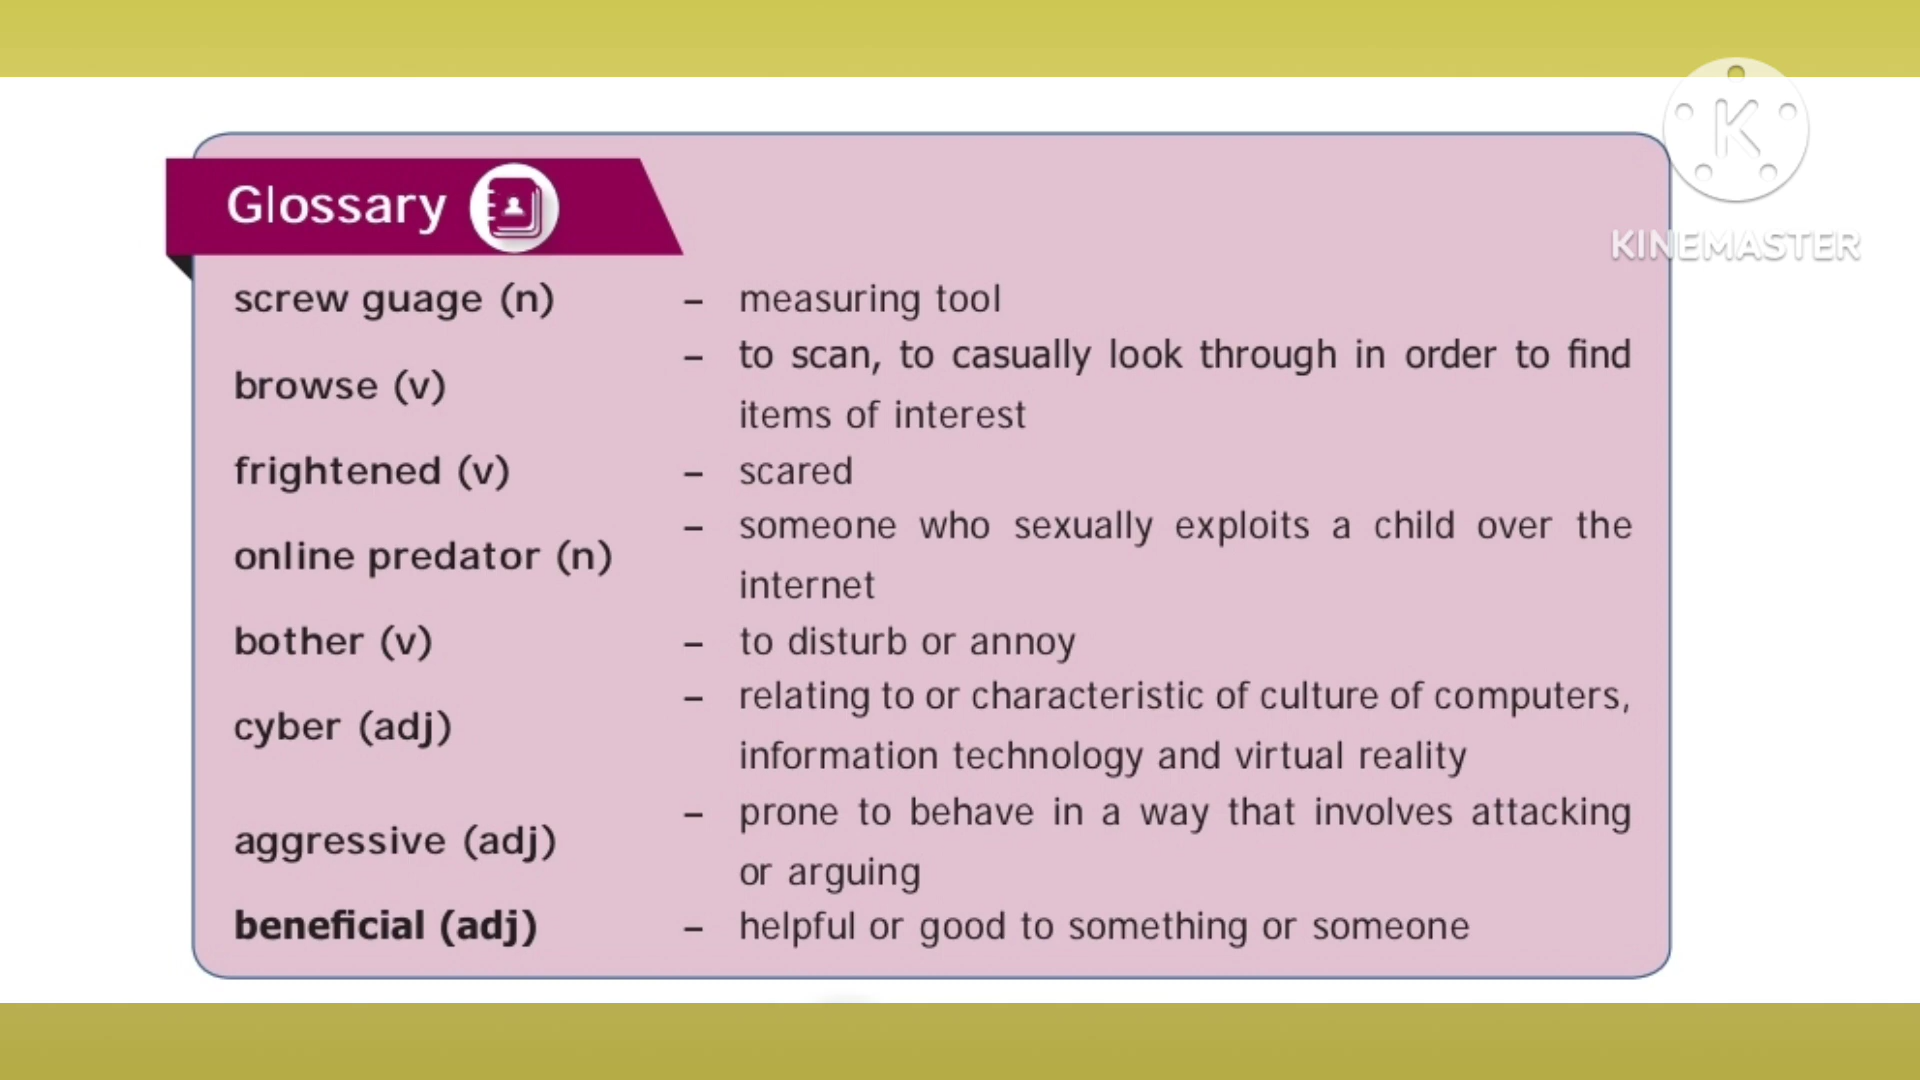 Glossary
K
KINEMASTER
screw guage (n) – measuring tool
browse (v) – to scan, to casually look through in order to find
items of interest
frightened (v) – scared
online predator (n) – someone who sexually exploits a child over the
internet
bother (v) – to disturb or annoy
cyber (adj) – relating to or characteristic of culture of computers,
information technology and virtual reality
aggressive (adj) – prone to behave in a way that involves attacking
or arguing
beneficial (adj) – helpful or good to something or someone